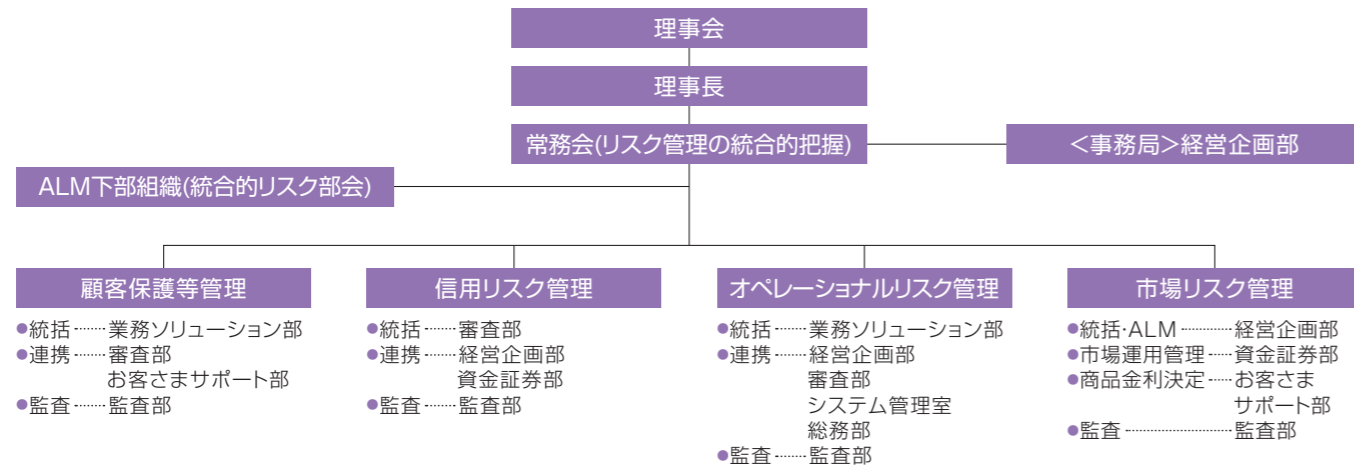 理事会
理事長
常務会(リスク管理の統合的把握)
＜事務局＞経営企画部
ALM下部組織(統合的リスク部会)
顧客保護等管理
●統括……業務ソリューション部
●連携……審査部
お客さまサポート部
●監査……監査部
信用リスク管理
●統括……審査部
●連携……経営企画部
資金証券部
●監査……監査部
オペレーショナルリスク管理
●統括……業務ソリューション部
●連携……経営企画部
審査部
システム管理室
総務部
●監査……監査部
市場リスク管理
●統括・ALM…………経営企画部
●市場運用管理……資金証券部
●商品金利決定……お客さま
サポート部
●監査……………………監査部